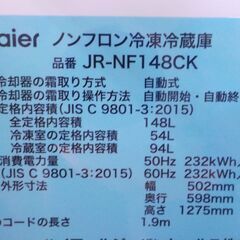 aier ノンフロン冷凍冷蔵庫
品番 JR-NF148CK
冷却器の霜取り方式 自動式
令却器の霜取り操作方法 自動開始・自動終
定格内容積(JIS C 9801-3:2015)
全定格内容積 148L
冷凍室の定格内容積 54L
冷蔵室の定格内容積 94L
消費電力量 50Hz 232kWh/
C 9801-3:2015) 60Hz 232kWh/
外形寸法 幅 502mm
奥行 598mm
高さ 1275mm
のコードの長さ 1.9m